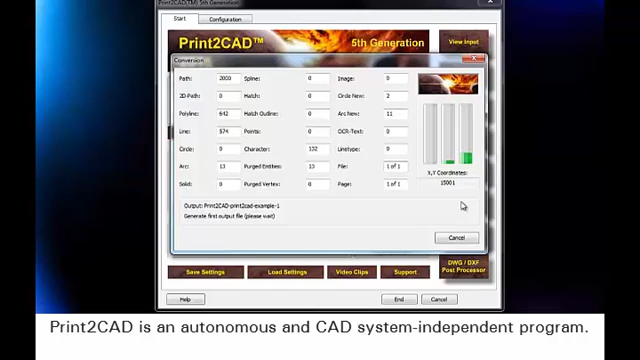 Print2CAD(TM) 5th Generation
Start
Configuration
Print2CAD™
5th Generation
View Input
Conversion
Path: 2000 Spline: 0 Image: 0
2D-Path: 0 Hatch: 0 Circle New: 2
Polyline: 642 Hatch Outline: 0 Arc New: 11
Line: 574 Points: 0 OCR-Text: 0
Circle: 0 Character: 132 Linetype: 0
Arc: 13 Purged Entities: 13 File: 1 of 1
Solid: 0 Purged Vertex: 0 Page: 1 of 1
X,Y Coordinates:
15001
Output: Print2CAD-print2cad-example-1
Generate first output file (please wait)
Cancel
Save Settings
Load Settings
Video Clips
Support
DWG / DXF
Post Processor
Help
End
Cancel
Print2CAD is an autonomous and CAD system-independent program.